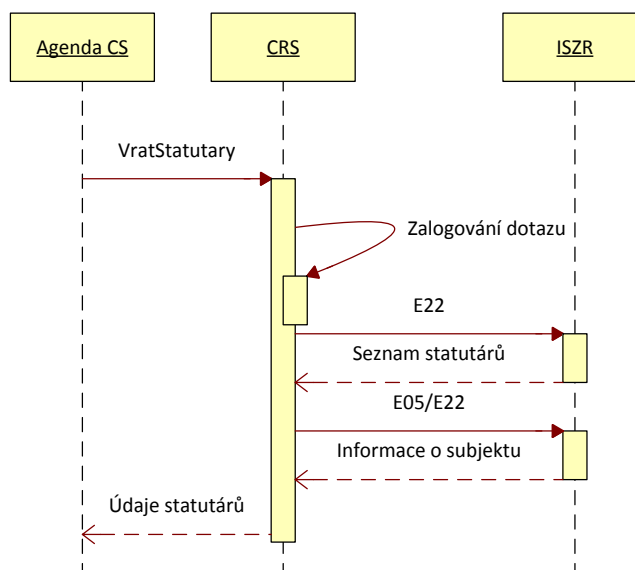 Agenda CS
CRS
ISZR
VratStatutary
Zalogování dotazu
E22
Seznam statutárů
E05/E22
Informace o subjektu
Údaje statutárů